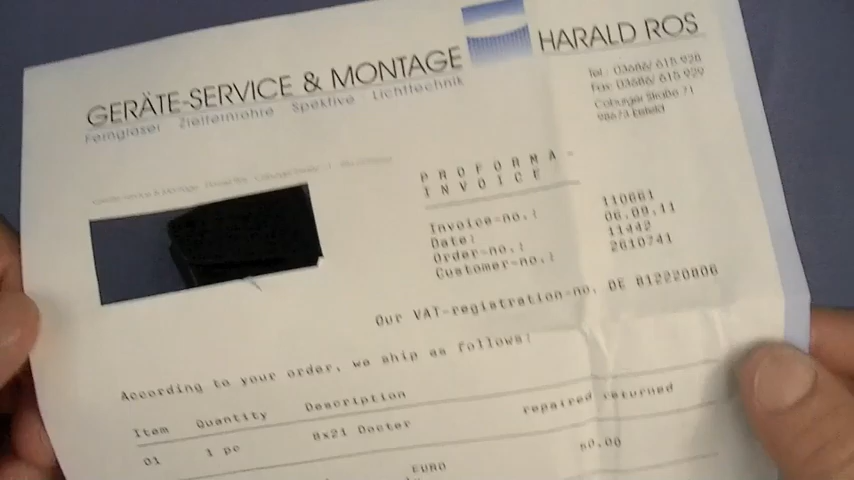 GERÄTE-SERVICE & MONTAGE
HARALD ROS
Ferngläser Zielfernrohre Spektive Lichttechnik
Tel.: 03686/ 615 928
Fax: 03686/ 615 929
Coburger Straße 71
98673 Eisfeld
PROFORMA-
INVOICE
Invoice-no.: 110661
Date: 06.09.11
Order-no.: 11442
Customer-no.: 2610741
Our VAT-registration-no. DE 812220806
According to your order, we ship as follows:
Item Quantity Description repaired returned
01 1 pc 8x21 Docter
EURO 50.00